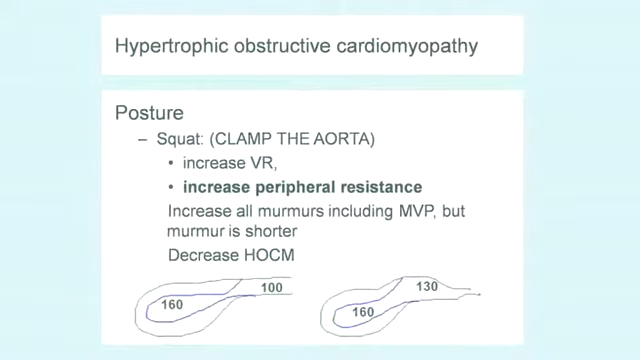 Hypertrophic obstructive cardiomyopathy
Posture
– Squat: (CLAMP THE AORTA)
• increase VR,
• increase peripheral resistance
Increase all murmurs including MVP, but
murmur is shorter
Decrease HOCM
160 100
160 130